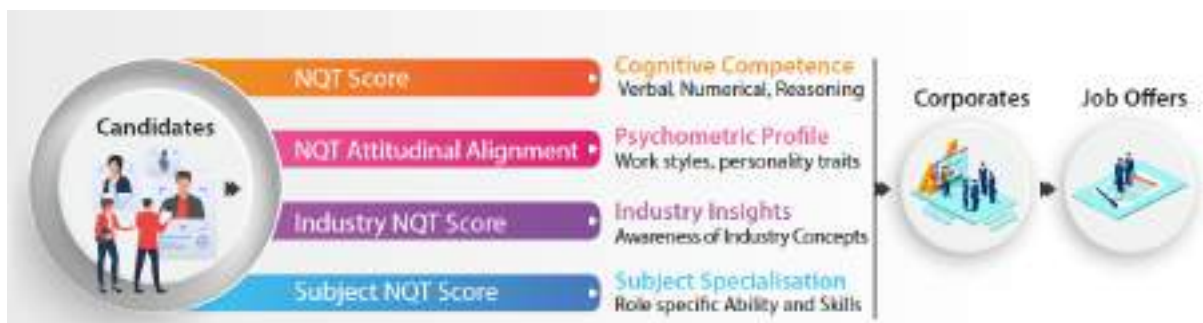 Candidates
NQT Score
Cognitive Competence
Verbal, Numerical, Reasoning
NQT Attitudinal Alignment
Psychometric Profile
Work styles, personality traits
Industry NQT Score
Industry Insights
Awareness of Industry Concepts
Subject NQT Score
Subject Specialisation
Role specific Ability and Skills
Corporates
Job Offers